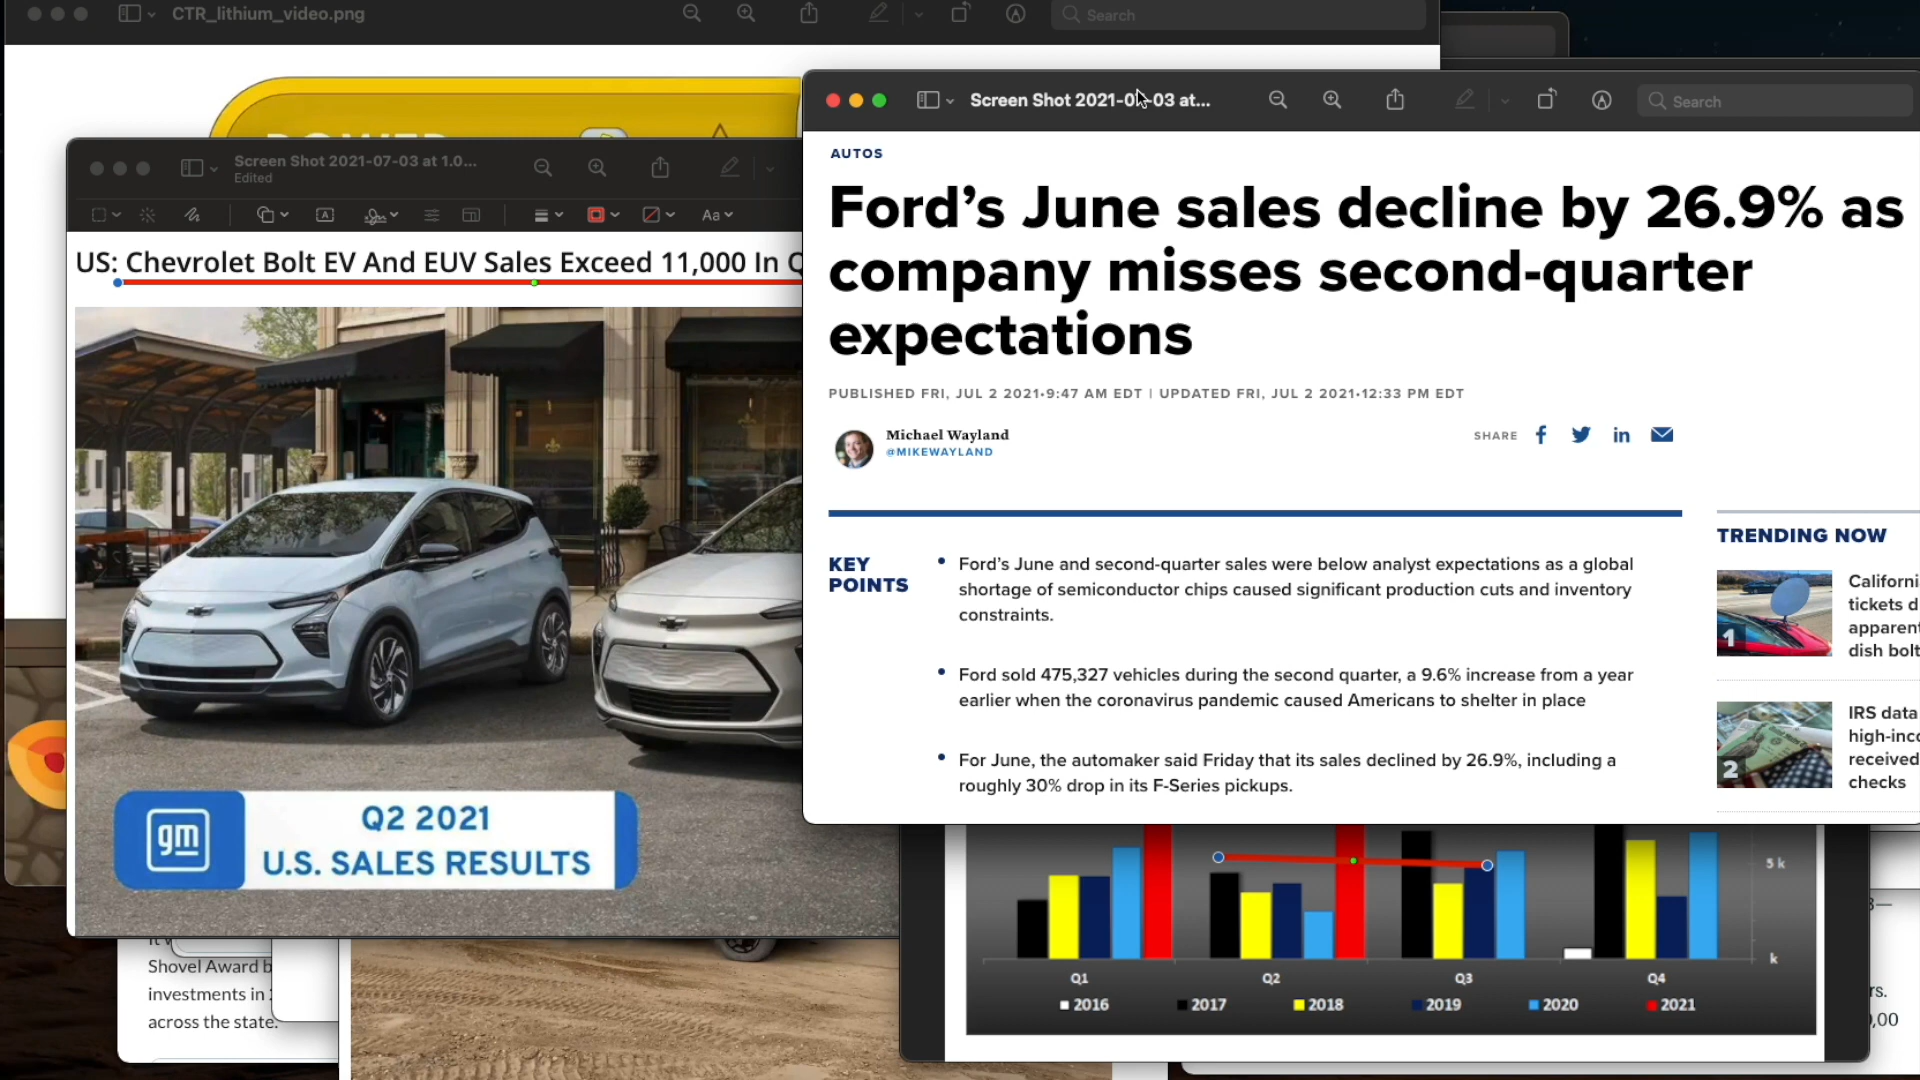 CTR_lithium_video.png
Search
Screen Shot 2021-07-03 at 1.0...
Edited
Aa
US: Chevrolet Bolt EV And EUV Sales Exceed 11,000 In Q
gm
Q2 2021
U.S. SALES RESULTS
Shovel Award b
investments in
across the state.
Screen Shot 2021-0 -03 at...
Search
AUTOS
Ford's June sales decline by 26.9% as
company misses second-quarter
expectations
PUBLISHED FRI, JUL 2 2021•9:47 AM EDT | UPDATED FRI, JUL 2 2021•12:33 PM EDT
Michael Wayland
@MIKEWAYLAND
SHARE
KEY
POINTS
• Ford's June and second-quarter sales were below analyst expectations as a global
shortage of semiconductor chips caused significant production cuts and inventory
constraints.
• Ford sold 475,327 vehicles during the second quarter, a 9.6% increase from a year
earlier when the coronavirus pandemic caused Americans to shelter in place
• For June, the automaker said Friday that its sales declined by 26.9%, including a
roughly 30% drop in its F-Series pickups.
TRENDING NOW
1
Californi
tickets d
apparent
dish bolt
2
IRS data
high-inc
received
checks
5 k
k
Q1 Q2 Q3 Q4
2016 2017 2018 2019 2020 2021
rs.
,00